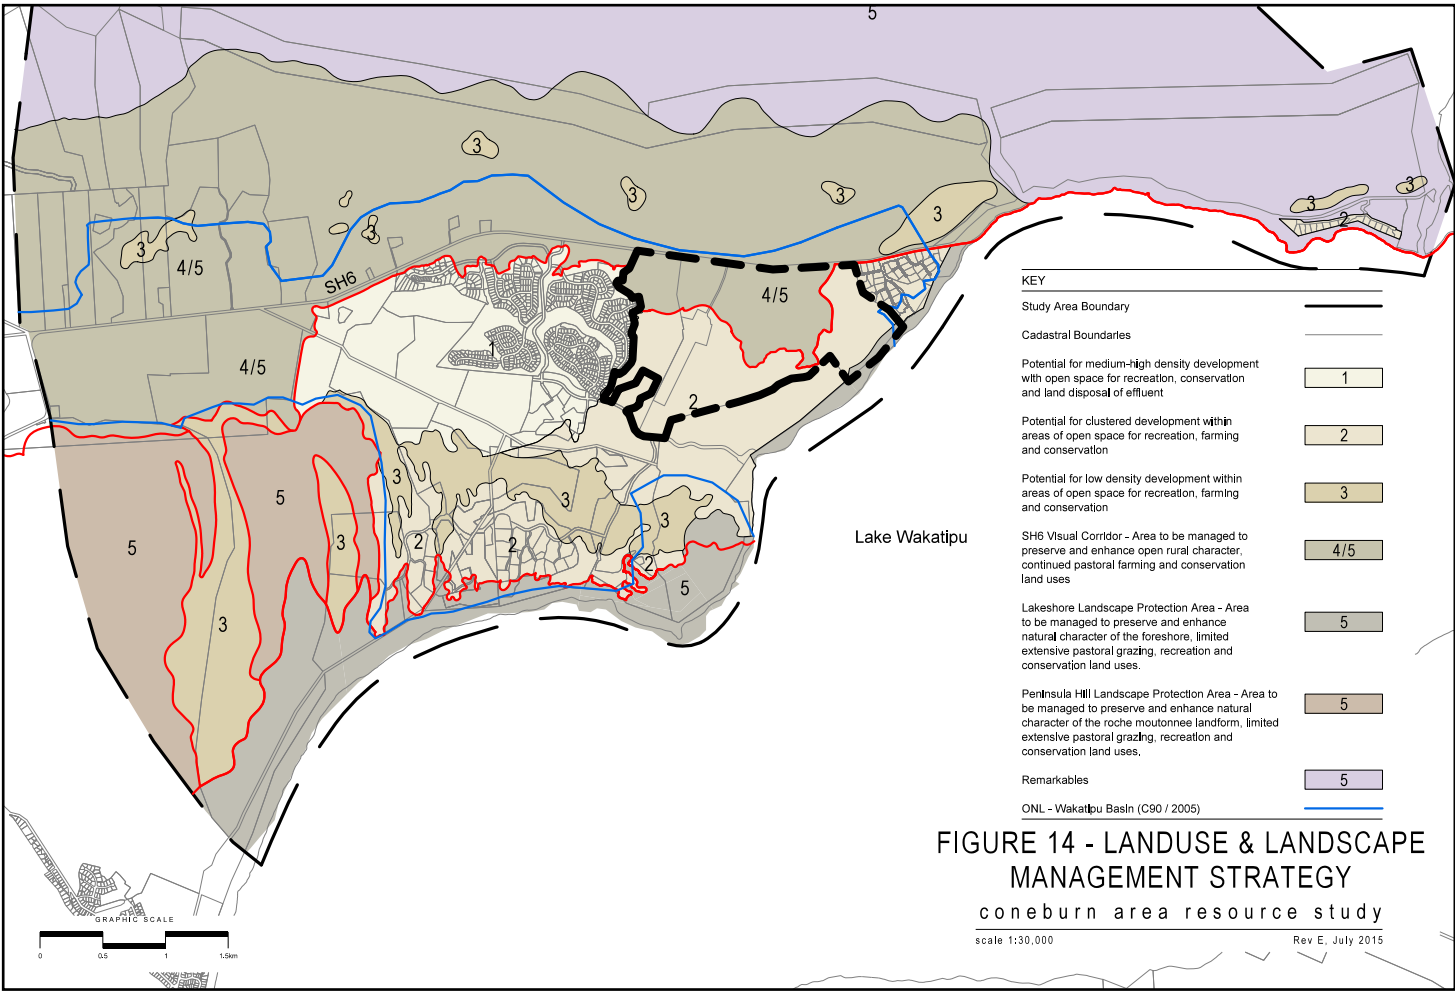 5
3
3
3
3
3
3
2
3
3
4/5
SH6
4/5
1
4/5
2
3
3
3
5
5
3
2
2
2
5
3
Lake Wakatipu
KEY
Study Area Boundary
Cadastral Boundaries
Potential for medium-high density development
with open space for recreation, conservation
and land disposal of effluent
1
Potential for clustered development within
areas of open space for recreation, farming
and conservation
2
Potential for low density development within
areas of open space for recreation, farming
and conservation
3
SH6 Visual Corridor - Area to be managed to
preserve and enhance open rural character,
continued pastoral farming and conservation
land uses
4/5
Lakeshore Landscape Protection Area - Area
to be managed to preserve and enhance
natural character of the foreshore, limited
extensive pastoral grazing, recreation and
conservation land uses.
5
Peninsula Hill Landscape Protection Area - Area to
be managed to preserve and enhance natural
character of the roche moutonnee landform, limited
extensive pastoral grazing, recreation and
conservation land uses.
5
Remarkables
5
ONL - Wakatipu Basin (C90 / 2005)
FIGURE 14 - LANDUSE & LANDSCAPE
MANAGEMENT STRATEGY
coneburn area resource study
scale 1:30,000
Rev E, July 2015
GRAPHIC SCALE
0 0.5 1 1.5km